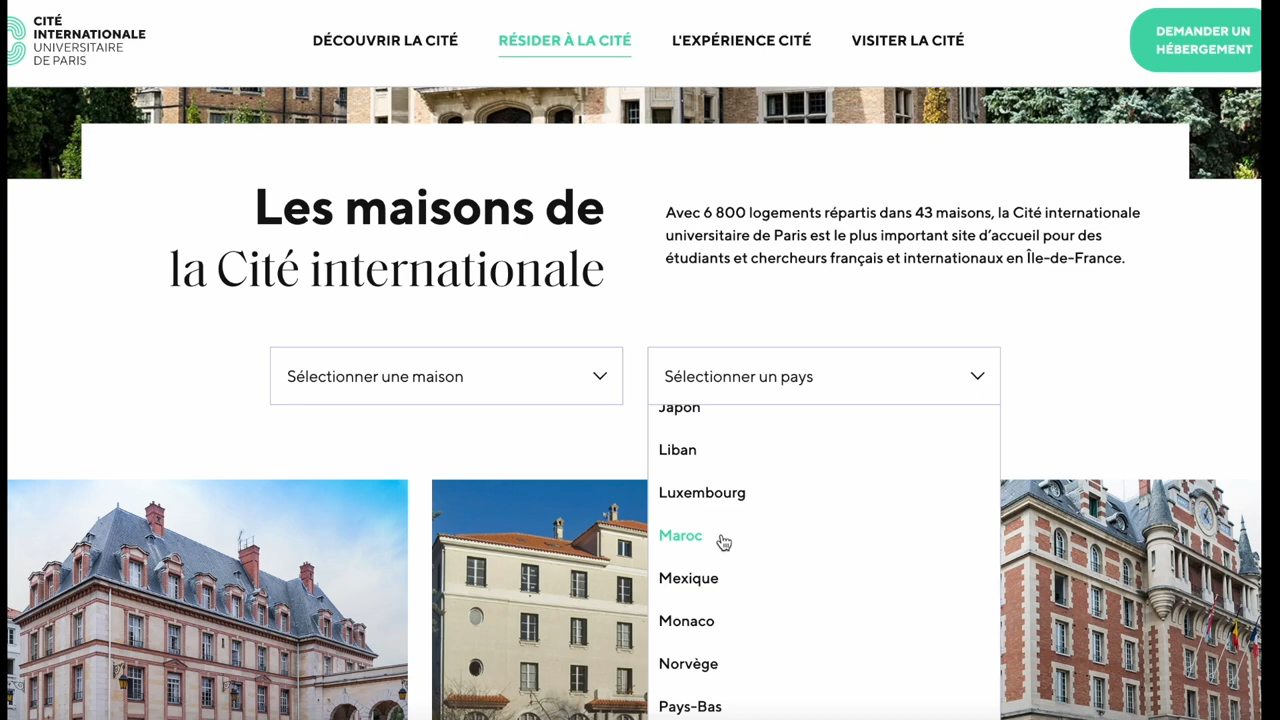 CITÉ
INTERNATIONALE
UNIVERSITAIRE
DE PARIS
DÉCOUVRIR LA CITÉ
RÉSIDER À LA CITÉ
L'EXPÉRIENCE CITÉ
VISITER LA CITÉ
DEMANDER UN
HÉBERGEMENT
Les maisons de
la Cité internationale
Avec 6 800 logements répartis dans 43 maisons, la Cité internationale
universitaire de Paris est le plus important site d’accueil pour des
étudiants et chercheurs français et internationaux en Île-de-France.
Sélectionner une maison
Sélectionner un pays
Japon
Liban
Luxembourg
Maroc
Mexique
Monaco
Norvège
Pays-Bas